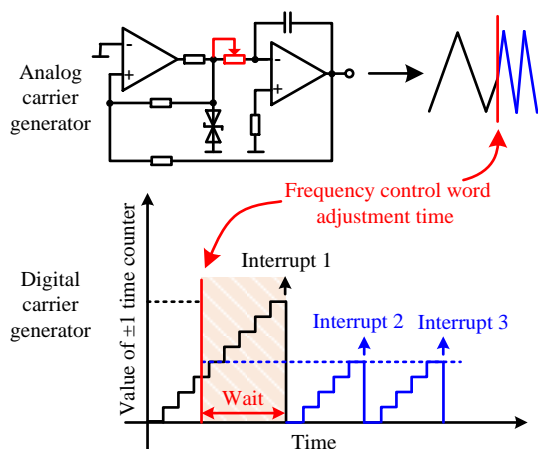 Analog
carrier
generator
-
+
-
+
Frequency control word
adjustment time
Digital
carrier
generator
Value of ±1 time counter
Interrupt 1
Interrupt 2
Interrupt 3
Wait
Time